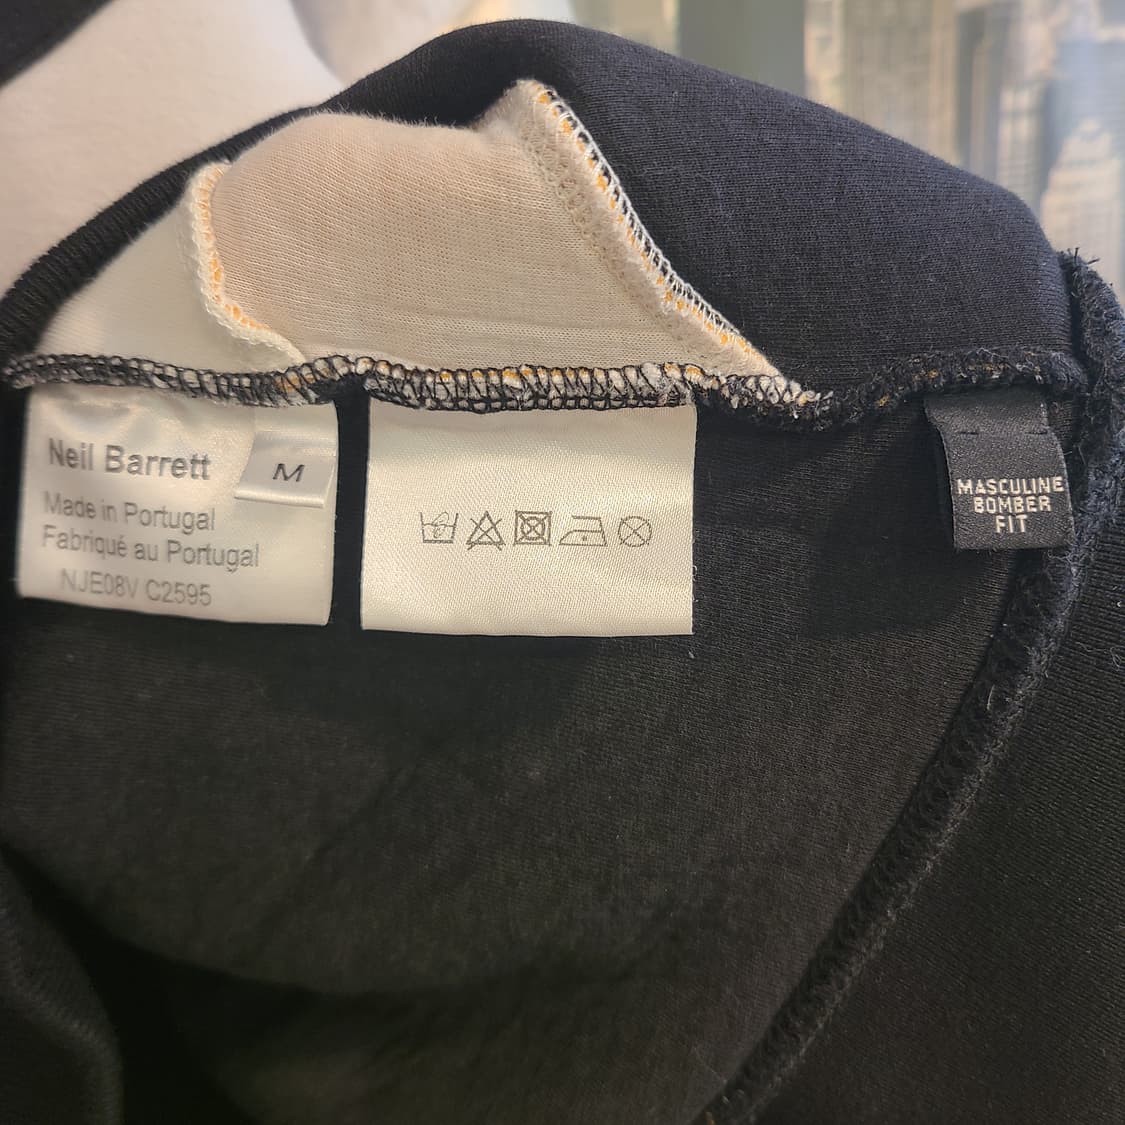 Neil Barrett
M
Made in Portugal
Fabriqué au Portugal
NJE08V C2595
MASCULINE
BOMBER
FIT